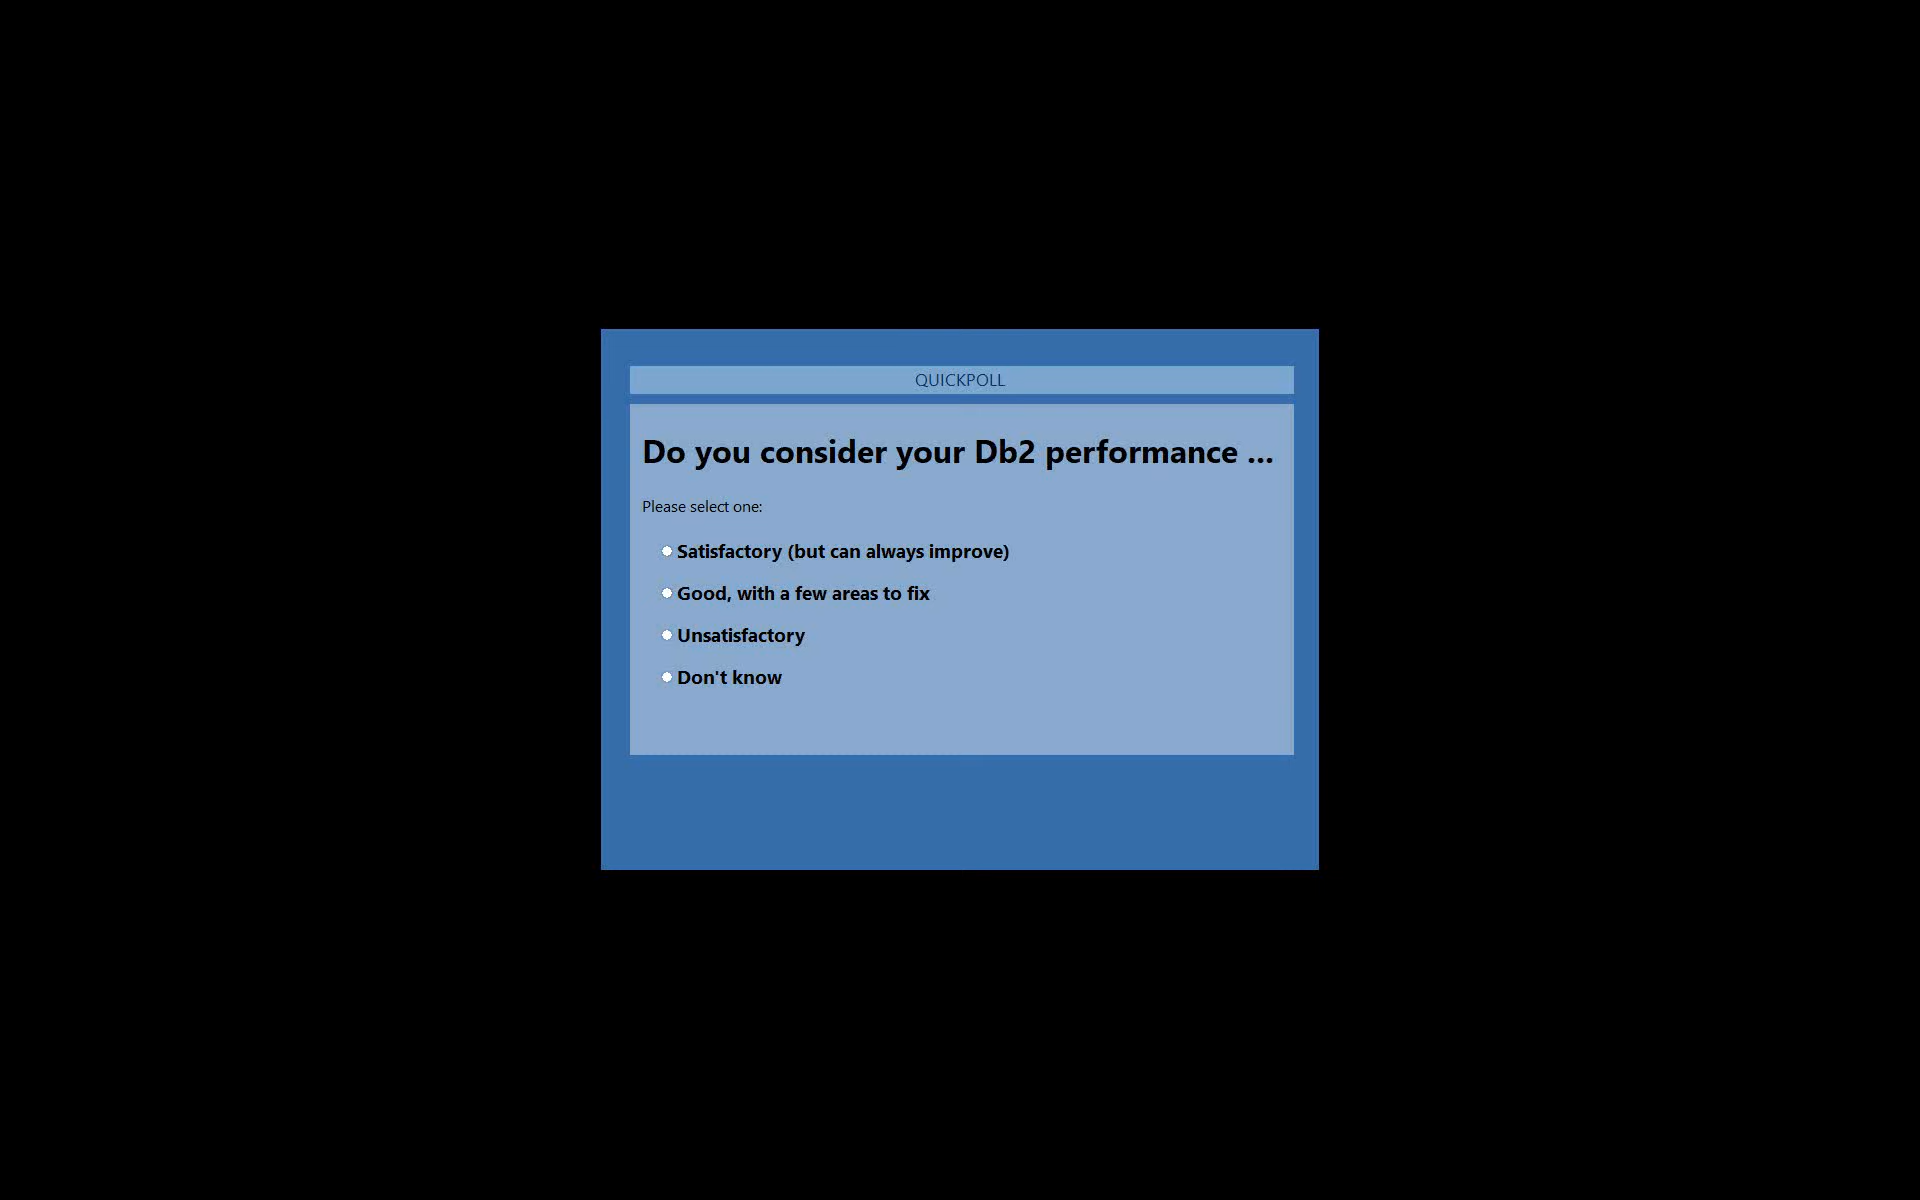 QUICKPOLL
Do you consider your Db2 performance ...
Please select one:
Satisfactory (but can always improve)
Good, with a few areas to fix
Unsatisfactory
Don't know